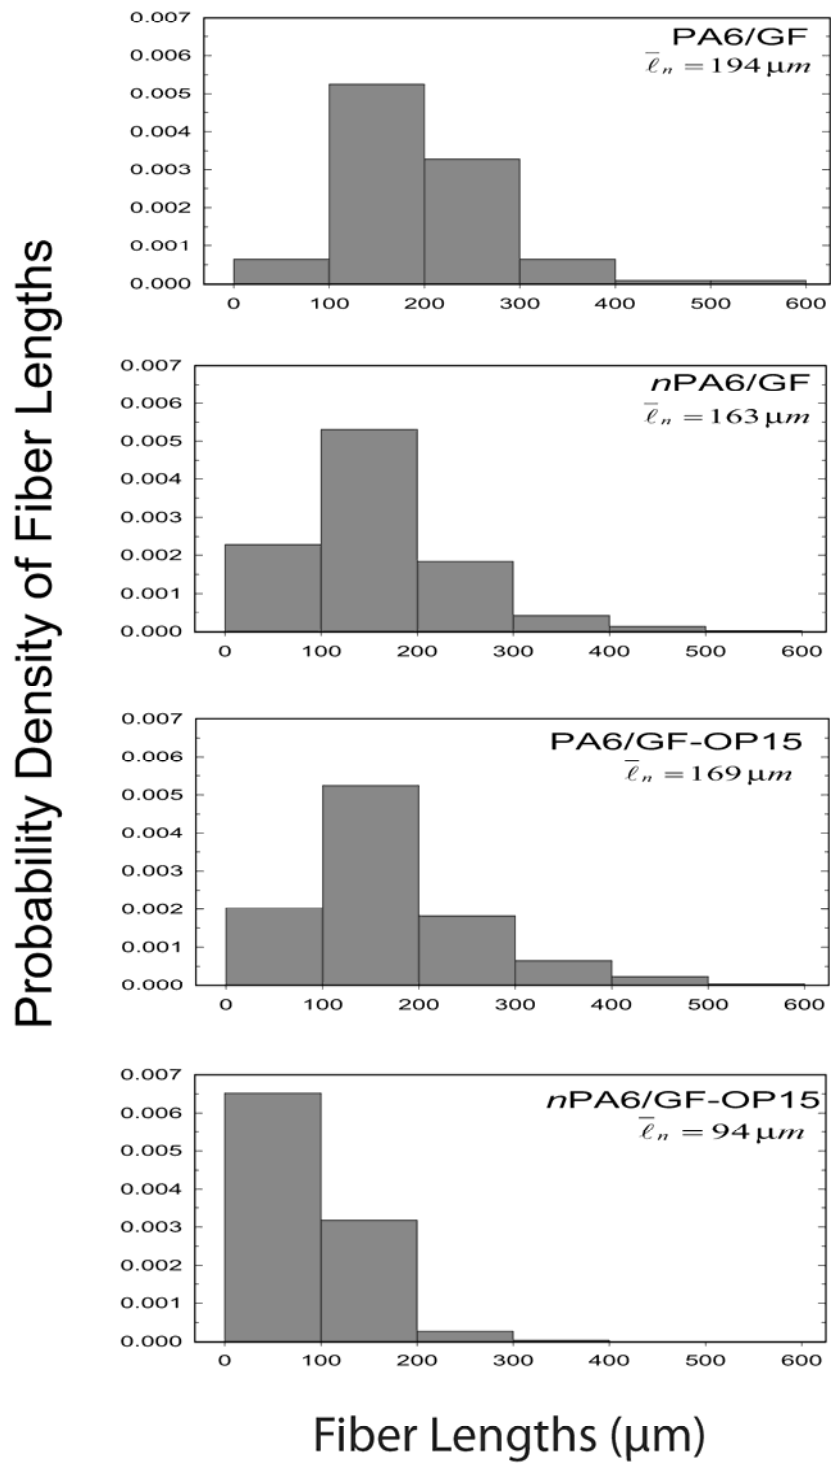 Probability Density of Fiber Lengths
0.007
0.006
0.005
0.004
0.003
0.002
0.001
0.000
0 100 200 300 400 500 600
PA6/GF
ℓ̅ₙ = 194 μm
0.007
0.006
0.005
0.004
0.003
0.002
0.001
0.000
0 100 200 300 400 500 600
nPA6/GF
ℓ̅ₙ = 163 μm
0.007
0.006
0.005
0.004
0.003
0.002
0.001
0.000
0 100 200 300 400 500 600
PA6/GF-OP15
ℓ̅ₙ = 169 μm
0.007
0.006
0.005
0.004
0.003
0.002
0.001
0.000
0 100 200 300 400 500 600
nPA6/GF-OP15
ℓ̅ₙ = 94 μm
Fiber Lengths (μm)